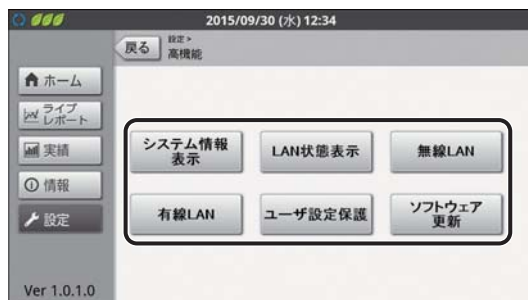 2015/09/30 (水) 12:34
戻る
設定 >
高機能
ホーム
ライブ
レポート
実績
情報
設定
Ver 1.0.1.0
システム情報
表示
LAN状態表示
無線LAN
有線LAN
ユーザ設定保護
ソフトウェア
更新